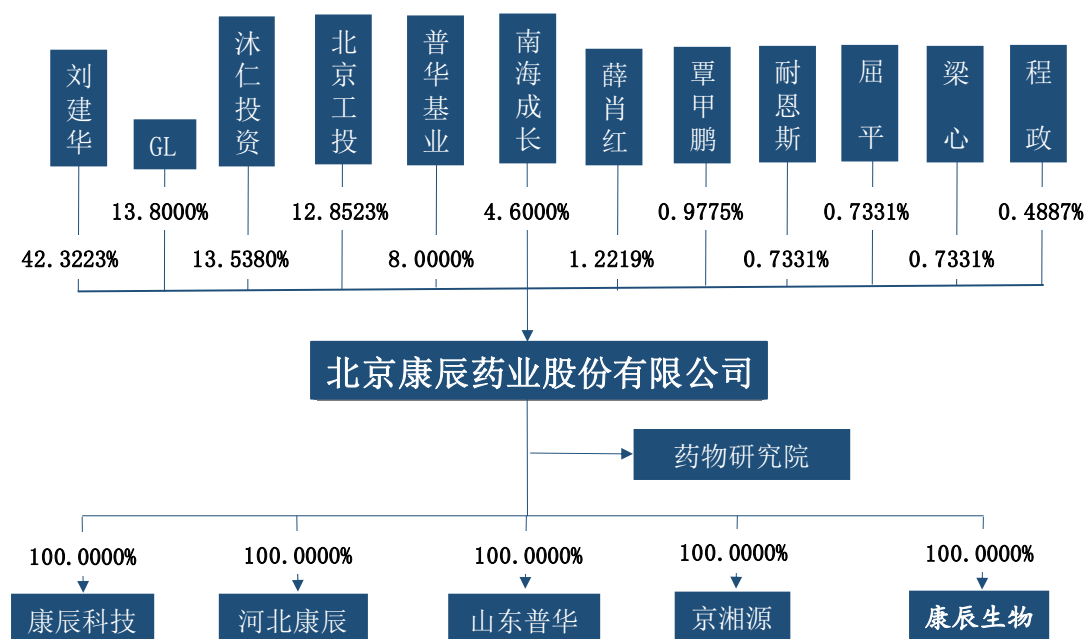 刘建华
GL
沐仁投资
北京工投
普华基业
南海成长
薛肖红
覃甲鹏
耐恩斯
屈平
梁心
程政
13.8000%
12.8523%
4.6000%
0.9775%
0.7331%
0.4887%
42.3223%
13.5380%
8.0000%
1.2219%
0.7331%
0.7331%
北京康辰药业股份有限公司
药物研究院
100.0000%
100.0000%
100.0000%
100.0000%
100.0000%
康辰科技
河北康辰
山东普华
京湘源
康辰生物